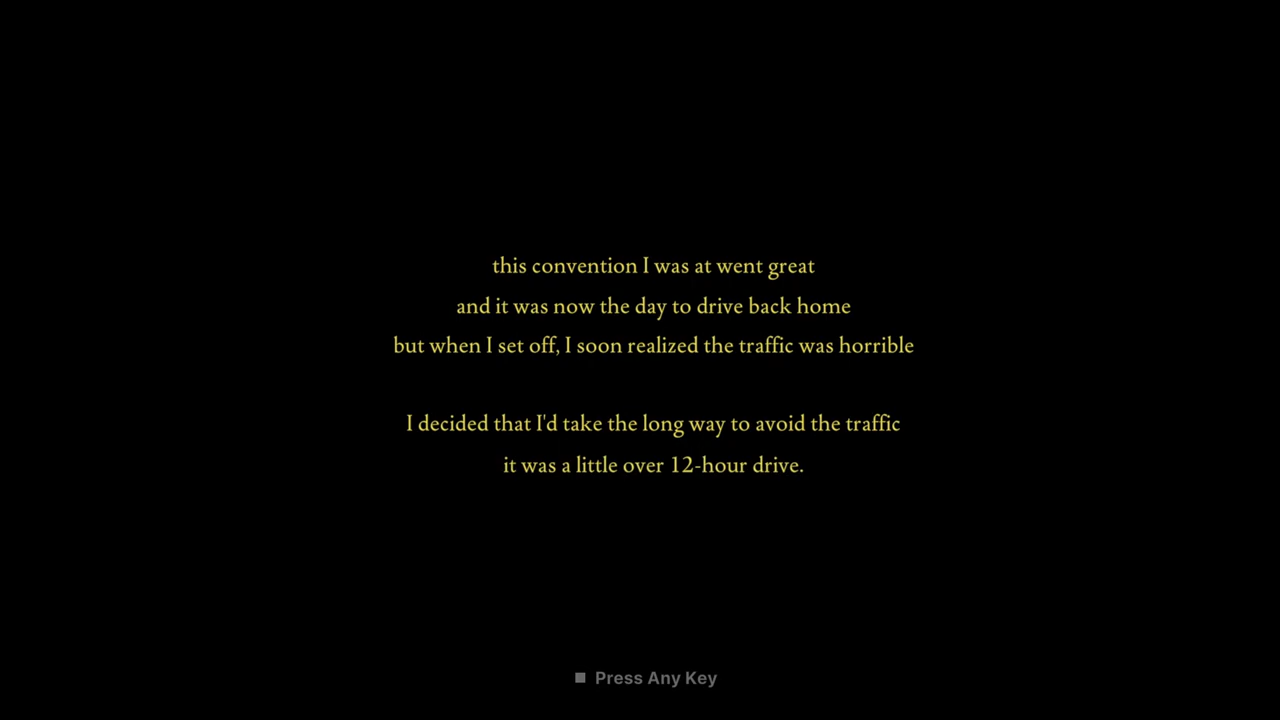 this convention I was at went great
and it was now the day to drive back home
but when I set off, I soon realized the traffic was horrible
I decided that I'd take the long way to avoid the traffic
it was a little over 12-hour drive.
Press Any Key